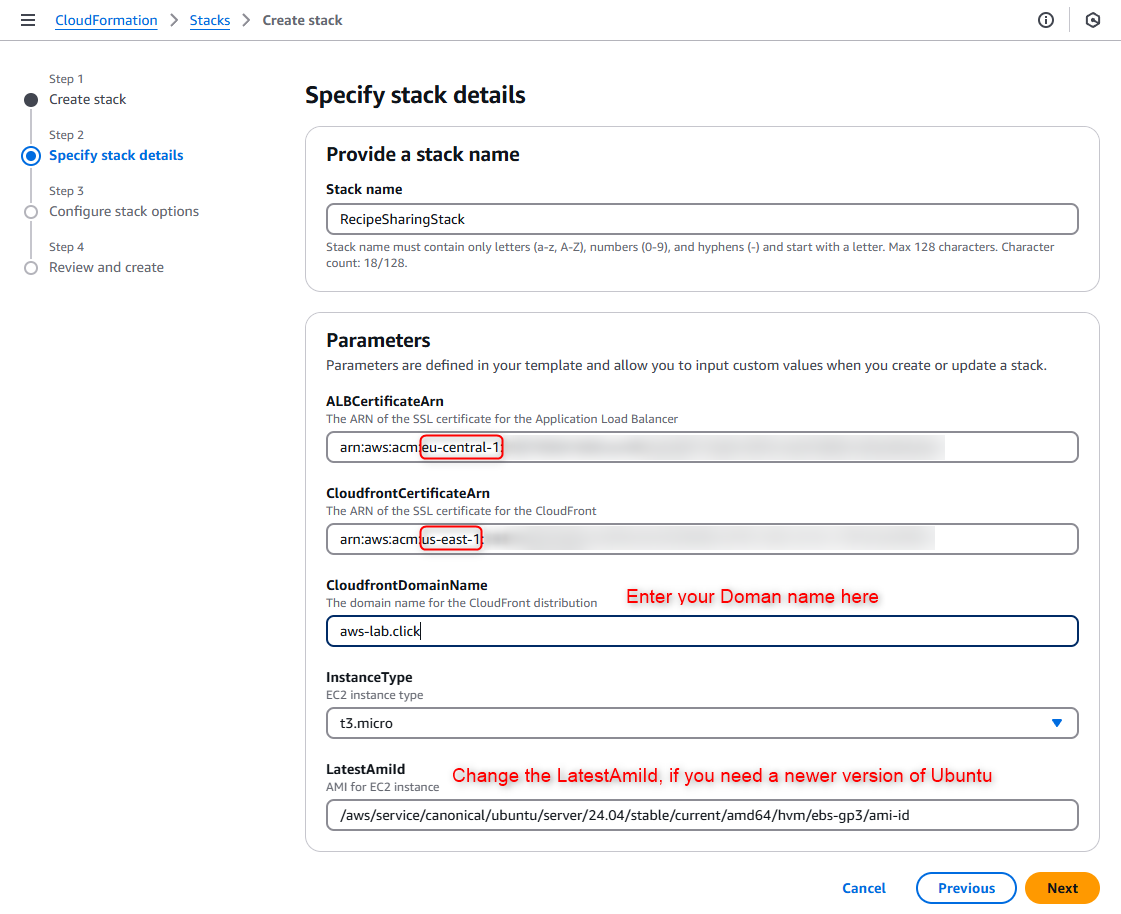 CloudFormation > Stacks > Create stack
Step 1
Create stack
Step 2
Specify stack details
Step 3
Configure stack options
Step 4
Review and create
Specify stack details
Provide a stack name
Stack name
RecipeSharingStack
Stack name must contain only letters (a-z, A-Z), numbers (0-9), and hyphens (-) and start with a letter. Max 128 characters. Character
count: 18/128.
Parameters
Parameters are defined in your template and allow you to input custom values when you create or update a stack.
ALBCertificateArn
The ARN of the SSL certificate for the Application Load Balancer
arn:aws:acm:eu-central-1:
CloudfrontCertificateArn
The ARN of the SSL certificate for the CloudFront
arn:aws:acm:us-east-1:
CloudfrontDomainName
The domain name for the CloudFront distribution
Enter your Doman name here
aws-lab.click
InstanceType
EC2 instance type
t3.micro
LatestAmiId
AMI for EC2 instance
Change the LatestAmiId, if you need a newer version of Ubuntu
/aws/service/canonical/ubuntu/server/24.04/stable/current/amd64/hvm/ebs-gp3/ami-id
Cancel
Previous
Next